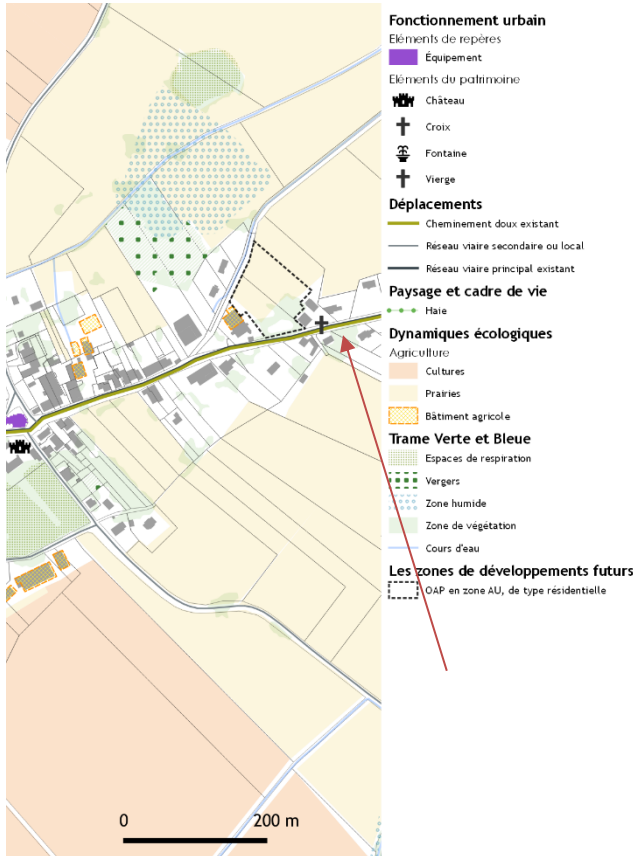 Fonctionnement urbain
Eléments de repères
Équipement
Eléments du patrimoine
Château
Croix
Fontaine
Vierge
Déplacements
Cheminement doux existant
Réseau viaire secondaire ou local
Réseau viaire principal existant
Paysage et cadre de vie
Haie
Dynamiques écologiques
Agriculture
Cultures
Prairies
Bâtiment agricole
Trame Verte et Bleue
Espaces de respiration
Vergers
Zone humide
Zone de végétation
Cours d'eau
Les zones de développements futurs
OAP en zone AU, de type résidentielle
0 200 m